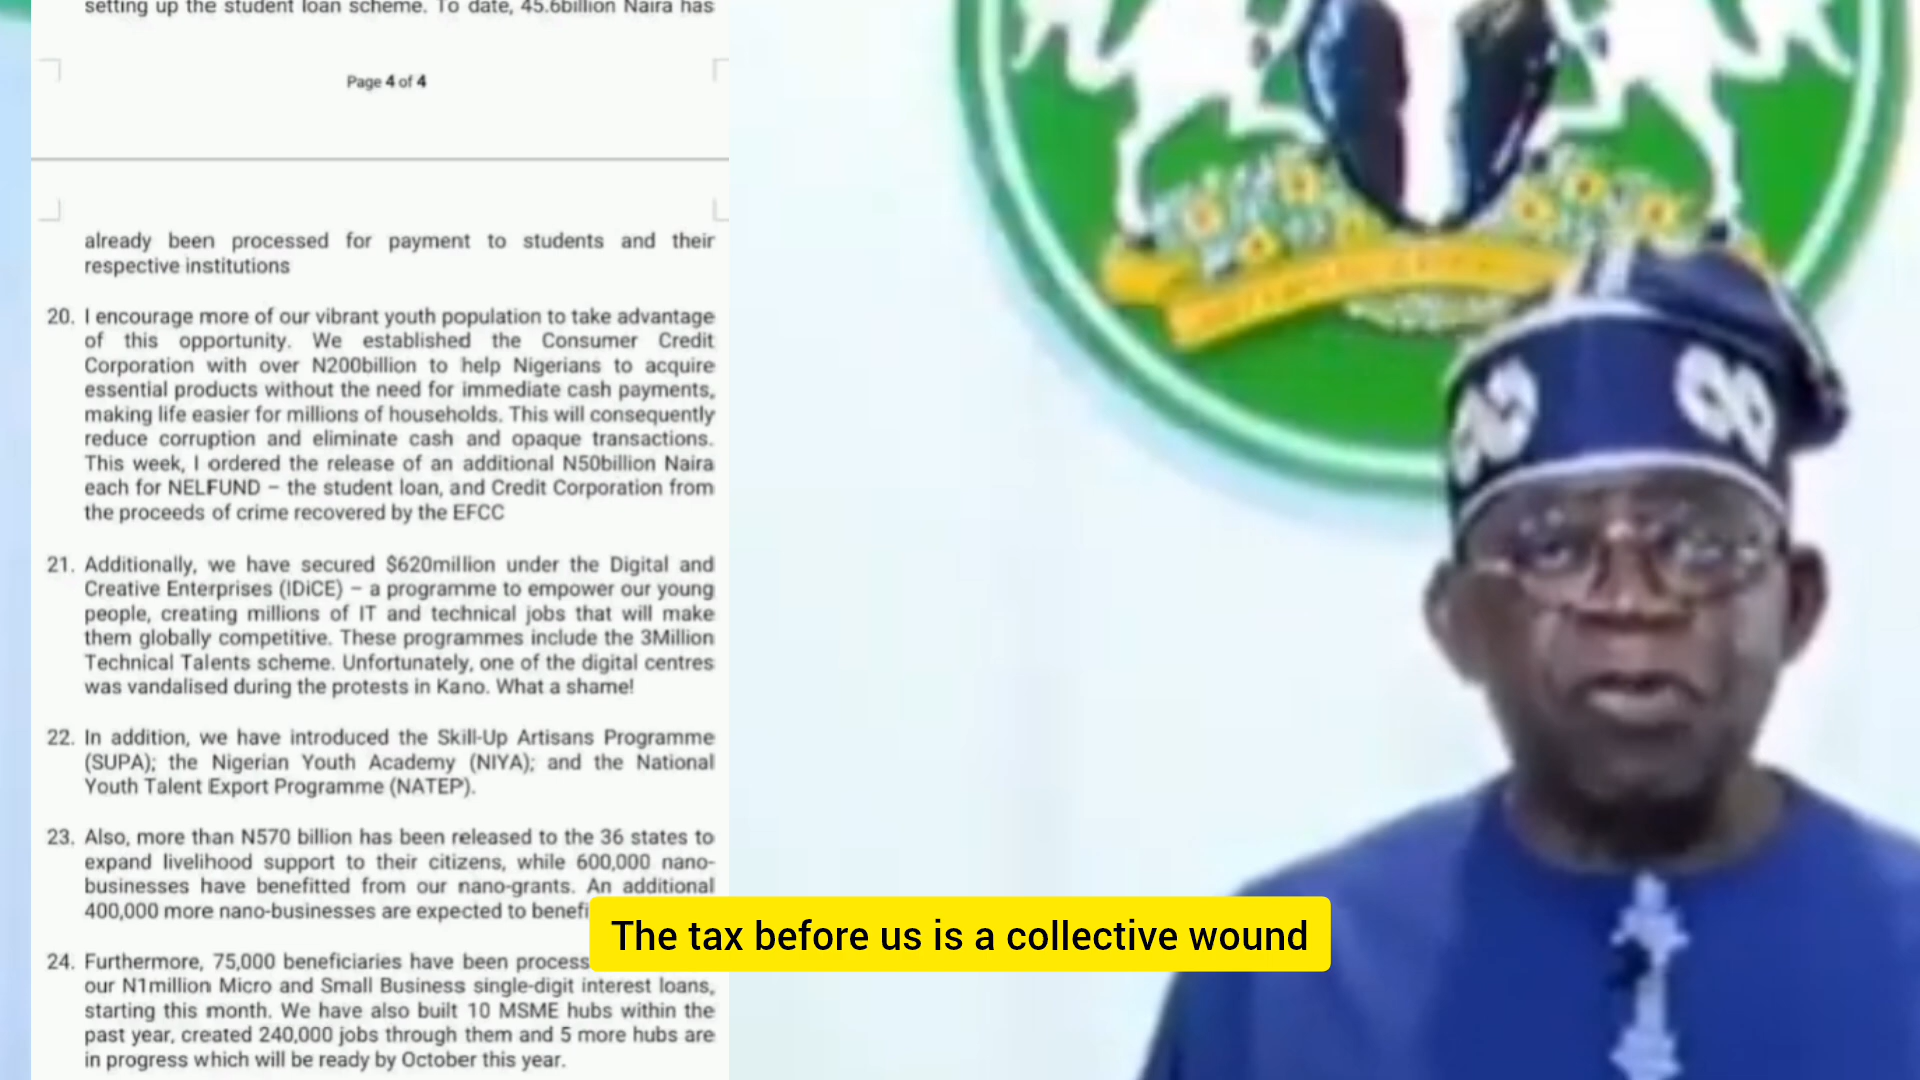 setting up the student loan scheme. To date, 45.6billion Naira has
Page 4 of 4
already been processed for payment to students and their
respective institutions
20. I encourage more of our vibrant youth population to take advantage
of this opportunity. We established the Consumer Credit
Corporation with over N200billion to help Nigerians to acquire
essential products without the need for immediate cash payments,
making life easier for millions of households. This will consequently
reduce corruption and eliminate cash and opaque transactions.
This week, I ordered the release of an additional N50billion Naira
each for NELFUND – the student loan, and Credit Corporation from
the proceeds of crime recovered by the EFCC
21. Additionally, we have secured $620million under the Digital and
Creative Enterprises (IDiCE) – a programme to empower our young
people, creating millions of IT and technical jobs that will make
them globally competitive. These programmes include the 3Million
Technical Talents scheme. Unfortunately, one of the digital centres
was vandalised during the protests in Kano. What a shame!
22. In addition, we have introduced the Skill-Up Artisans Programme
(SUPA); the Nigerian Youth Academy (NIYA); and the National
Youth Talent Export Programme (NATEP).
23. Also, more than N570 billion has been released to the 36 states to
expand livelihood support to their citizens, while 600,000 nano-
businesses have benefitted from our nano-grants. An additional
400,000 more nano-businesses are expected to benefi
The tax before us is a collective wound
24. Furthermore, 75,000 beneficiaries have been process
our N1million Micro and Small Business single-digit interest loans,
starting this month. We have also built 10 MSME hubs within the
past year, created 240,000 jobs through them and 5 more hubs are
in progress which will be ready by October this year.